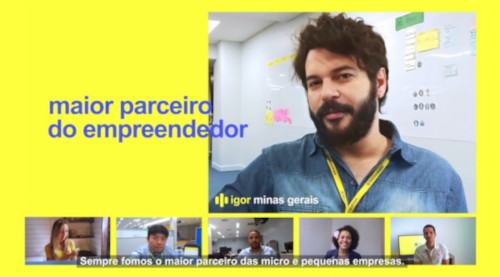 maior parceiro
do empreendedor
igor minas gerais
Sempre fomos o maior parceiro das micro e pequenas empresas.